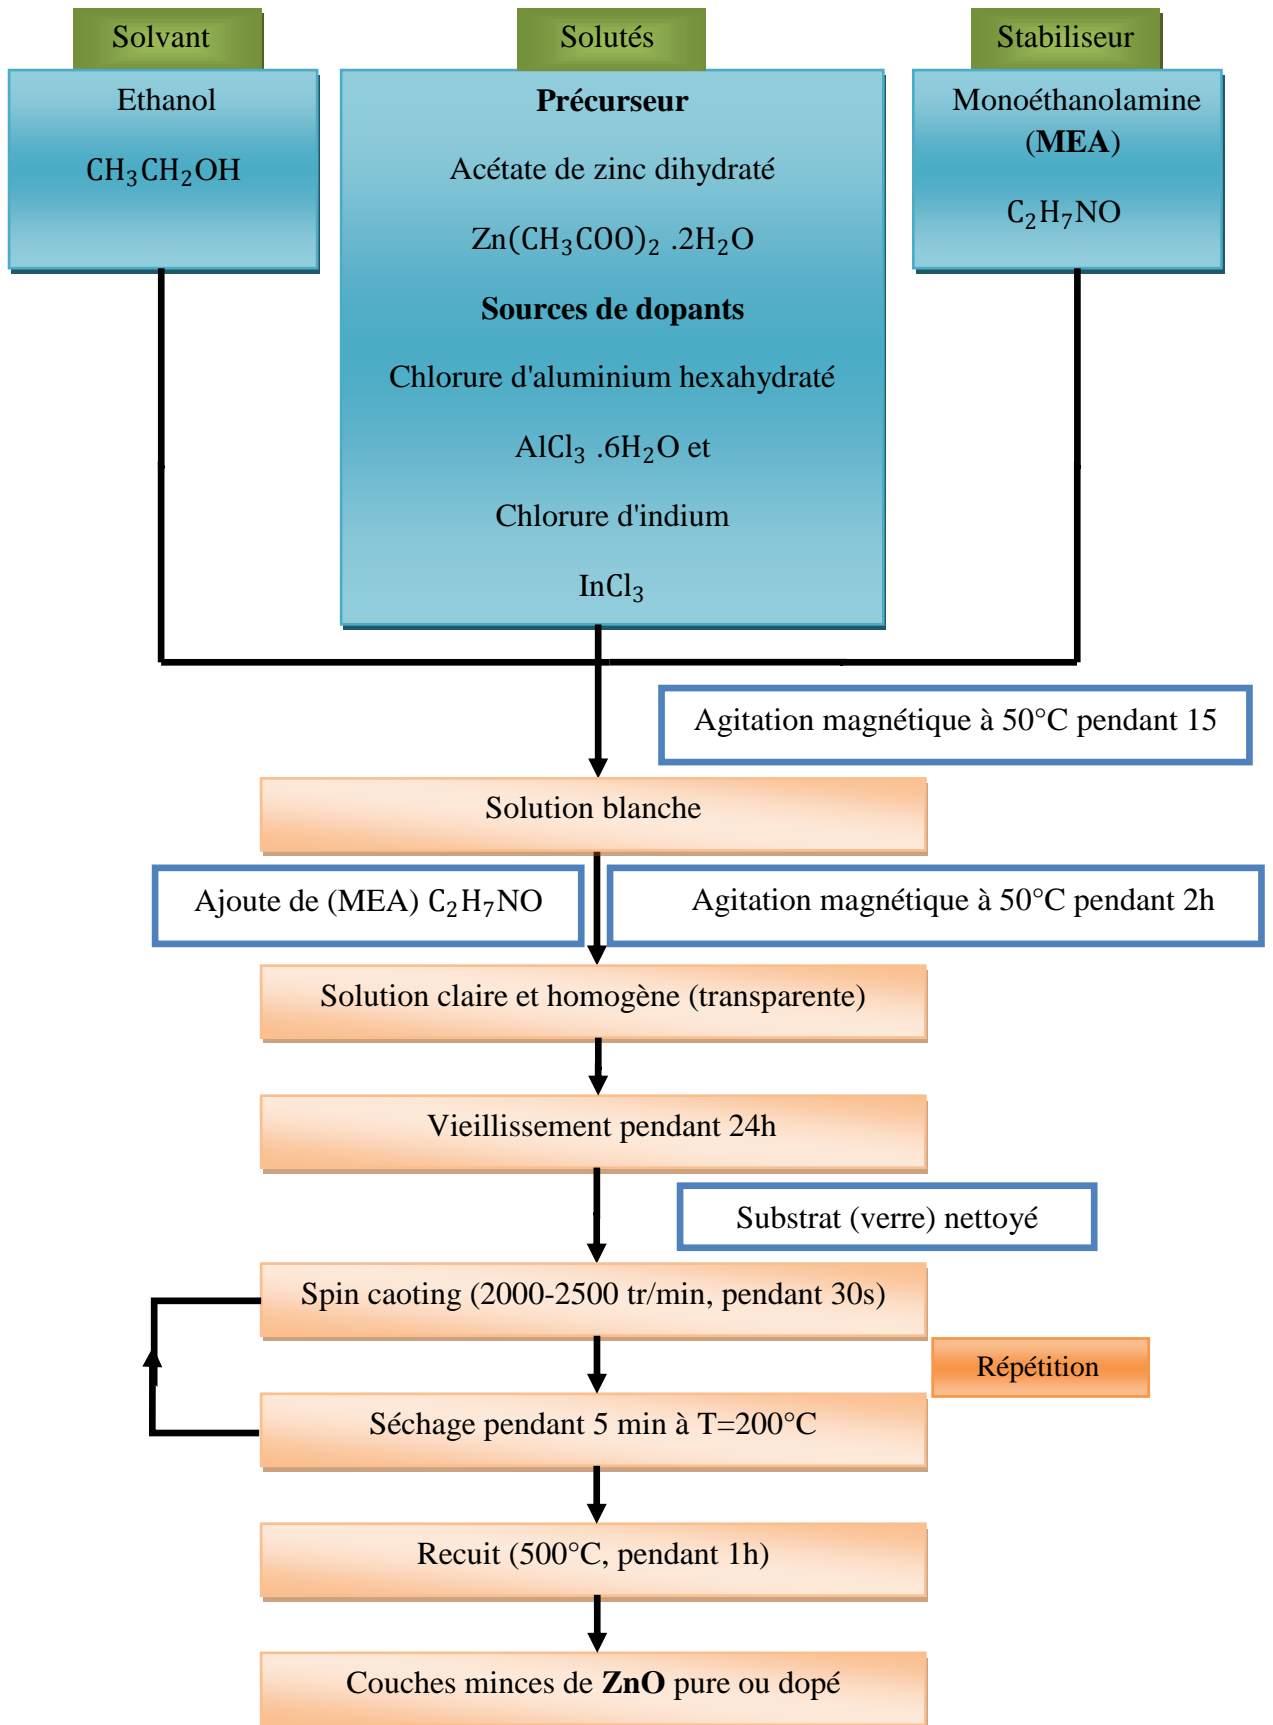 Solvant
Ethanol
CH₃CH₂OH
Solutés
Précurseur
Acétate de zinc dihydraté
Zn(CH₃COO)₂ .2H₂O
Sources de dopants
Chlorure d'aluminium hexahydraté
AlCl₃ .6H₂O et
Chlorure d'indium
InCl₃
Stabiliseur
Monoéthanolamine
(MEA)
C₂H₇NO
Agitation magnétique à 50°C pendant 15
Solution blanche
Ajoute de (MEA) C₂H₇NO
Agitation magnétique à 50°C pendant 2h
Solution claire et homogène (transparente)
Vieillissement pendant 24h
Substrat (verre) nettoyé
Spin caoting (2000-2500 tr/min, pendant 30s)
Répétition
Séchage pendant 5 min à T=200°C
Recuit (500°C, pendant 1h)
Couches minces de ZnO pure ou dopé